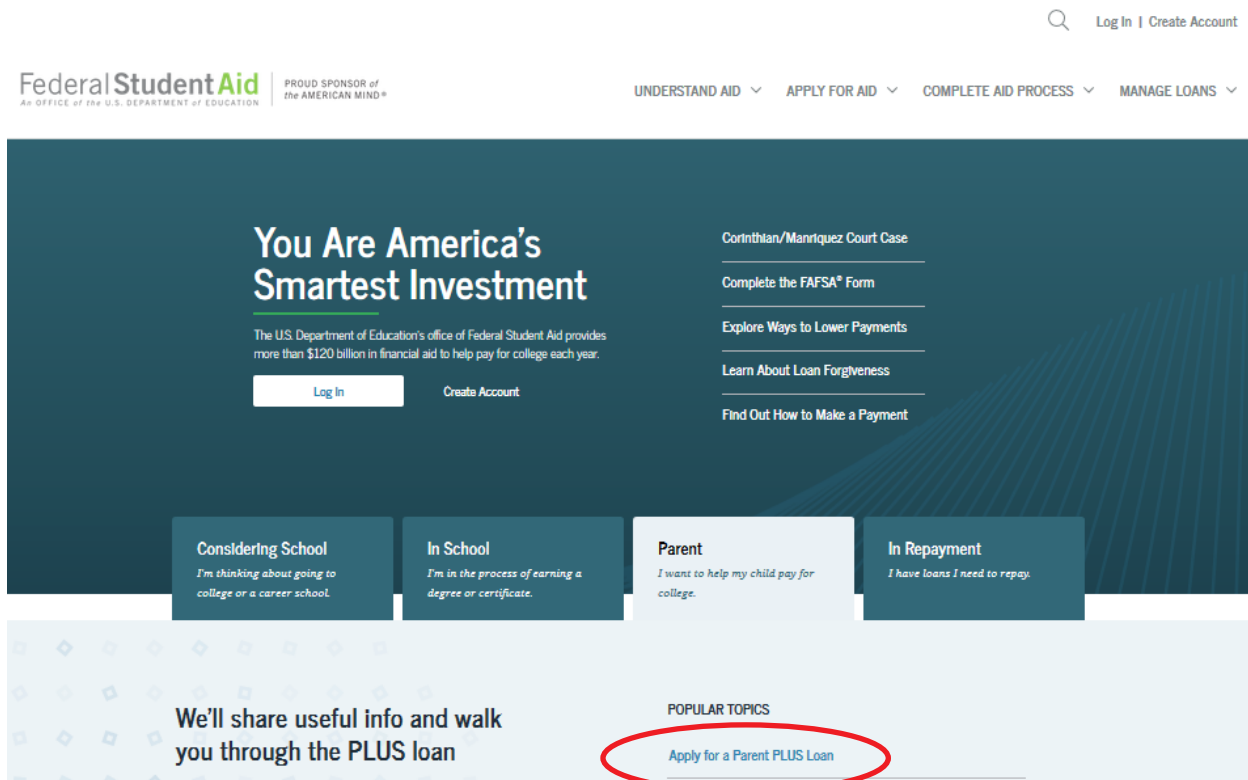 Log In | Create Account
Federal Student Aid
An OFFICE of the U.S. DEPARTMENT of EDUCATION
PROUD SPONSOR of
the AMERICAN MIND®
UNDERSTAND AID
APPLY FOR AID
COMPLETE AID PROCESS
MANAGE LOANS
You Are America's
Smartest Investment
The U.S. Department of Education's office of Federal Student Aid provides
more than $120 billion in financial aid to help pay for college each year.
Log In
Create Account
Corinthian/Manriquez Court Case
Complete the FAFSA® Form
Explore Ways to Lower Payments
Learn About Loan Forgiveness
Find Out How to Make a Payment
Considering School
I'm thinking about going to
college or a career school.
In School
I'm in the process of earning a
degree or certificate.
Parent
I want to help my child pay for
college.
In Repayment
I have loans I need to repay.
We'll share useful info and walk
you through the PLUS loan
POPULAR TOPICS
Apply for a Parent PLUS Loan